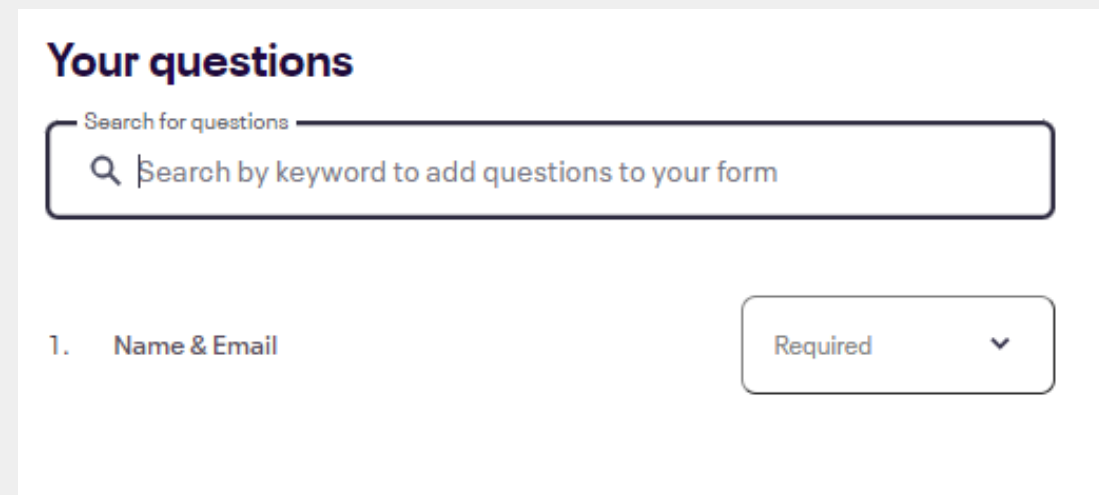 Your questions
Search for questions
Search by keyword to add questions to your form
1. Name & Email Required